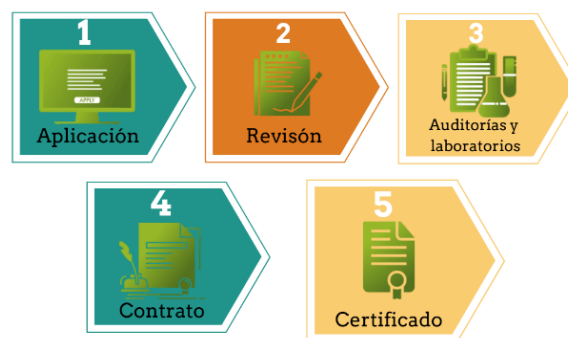 1
APPLY
Aplicación
2
Revisón
3
Auditorías y
laboratorios
4
Contrato
5
Certificado